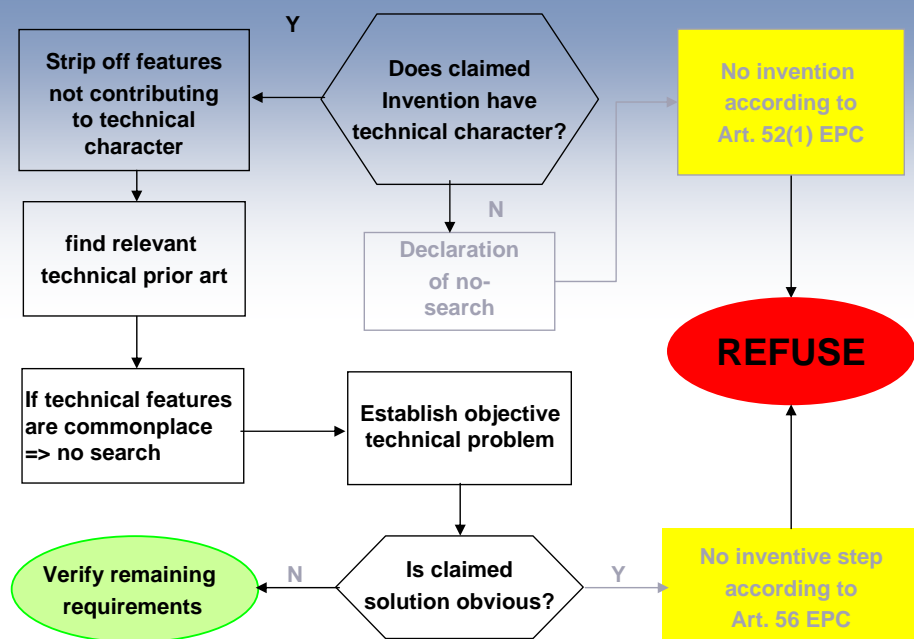 Y
Strip off features
not contributing
to technical
character
Does claimed
Invention have
technical character?
No invention
according to
Art. 52(1) EPC
N
find relevant
technical prior art
Declaration
of no-
search
REFUSE
If technical features
are commonplace
=> no search
Establish objective
technical problem
Verify remaining
requirements
N
Is claimed
solution obvious?
Y
No inventive step
according to
Art. 56 EPC